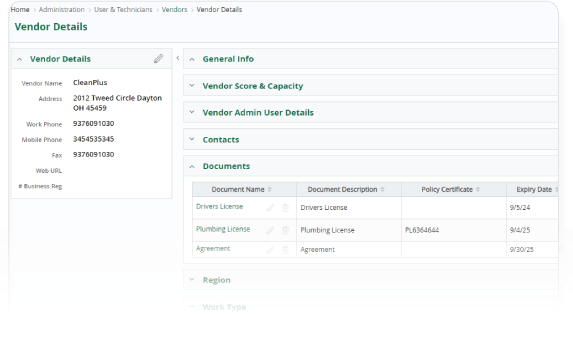 Home > Administration > User & Technicians > Vendors > Vendor Details
Vendor Details
Vendor Details
Vendor Name CleanPlus
Address 2012 Tweed Circle Dayton
OH 45459
Work Phone 9376091030
Mobile Phone 3454535345
Fax 9376091030
Web URL
# Business Reg
General Info
Vendor Score & Capacity
Vendor Admin User Details
Contacts
Documents
Document Name Document Description Policy Certificate Expiry Date
Drivers License Drivers License 9/5/24
Plumbing License Plumbing License PL6364644 9/4/25
Agreement Agreement 9/30/25
Region
Work Type